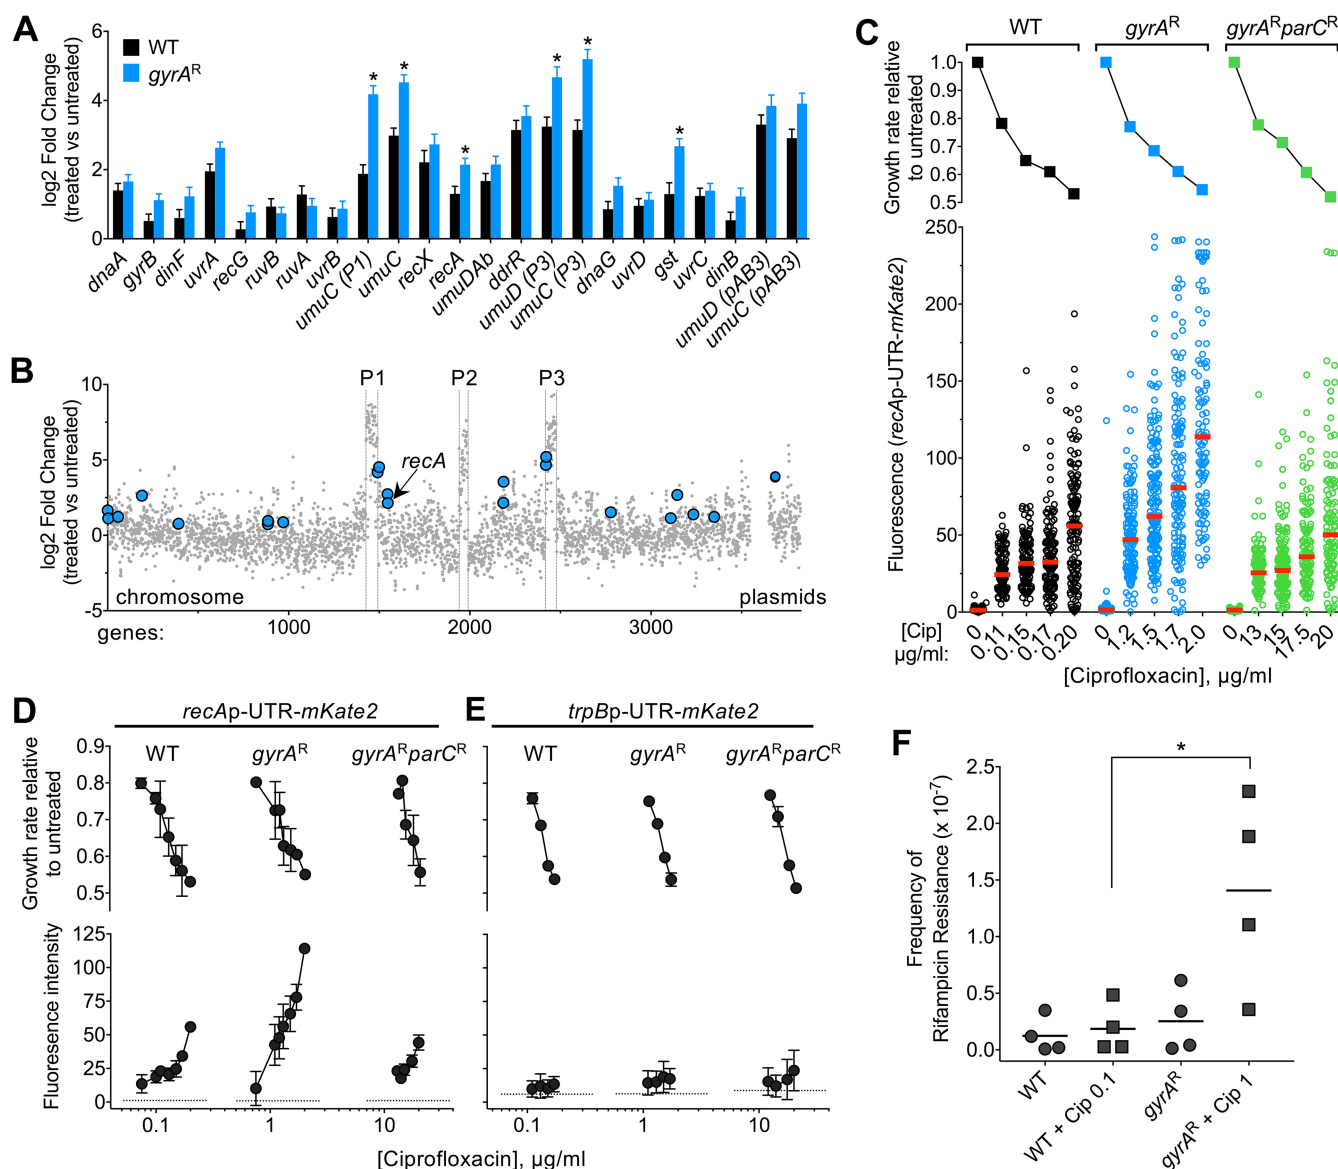 A
6
4
2
0
log2 Fold Change
(treated vs untreated)
WT
gyrAR
*
*
*
*
*
*
dnaA
gyrB
dinF
uvrA
recG
ruvB
ruvA
uvrB
umuC (P1)
umuC
recX
recA
umuDAb
ddrR
umuD (P3)
umuC (P3)
dnaG
uvrD
gst
uvrC
dinB
umuD (pAB3)
umuC (pAB3)
B
P1
P2
P3
10
5
0
−5
log2 Fold Change
(treated vs untreated)
recA
chromosome
plasmids
genes:
1000
2000
3000
C
WT
gyrAR
gyrARparCR
1.0
0.9
0.8
0.7
0.6
0.5
Growth rate relative
to untreated
250
200
150
100
50
0
Fluorescence (recAp-UTR-mKate2)
[Cip]
µg/ml:
0
0.11
0.15
0.17
0.20
0
1.2
1.5
1.7
2.0
0
13
15
17.5
20
[Ciprofloxacin], µg/ml
D
recAp-UTR-mKate2
WT
gyrAR
gyrARparCR
0.9
0.8
0.7
0.6
0.5
Growth rate relative
to untreated
125
100
75
50
25
0
Fluoresence intensity
0.1
1
10
E
trpBp-UTR-mKate2
WT
gyrAR
gyrARparCR
0.1
1
10
[Ciprofloxacin], µg/ml
F
*
2.5
2.0
1.5
1.0
0.5
0.0
Frequency of
Rifampicin Resistance (x 10-7)
WT
WT + Cip 0.1
gyrAR
gyrAR + Cip 1